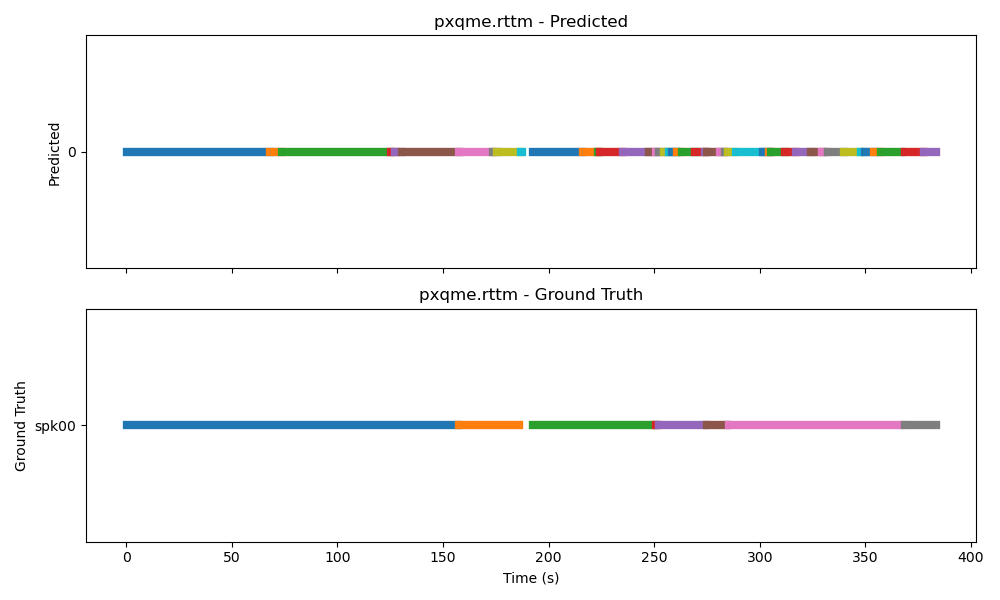 pxqme.rttm - Predicted
Predicted
0
pxqme.rttm - Ground Truth
Ground Truth
spk00
0 50 100 150 200 250 300 350 400
Time (s)